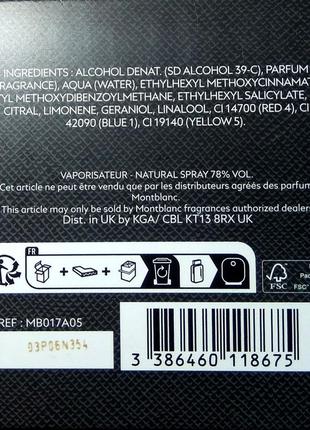 INGREDIENTS : ALCOHOL DENAT. (SD ALCOHOL 39-C), PARFUM
FRAGRANCE), AQUA (WATER), ETHYLHEXYL METHOXYCINNAMAT
YL METHOXYDIBENZOYLMETHANE, ETHYLHEXYL SALICYLATE,
CITRAL, LIMONENE, GERANIOL, LINALOOL, CI 14700 (RED 4),
42090 (BLUE 1), CI 19140 (YELLOW 5).
VAPORISATEUR - NATURAL SPRAY 78% VOL.
Cet article ne peut être vendu que par les distributeurs agréés des parfum
Montblanc.
This article may only be sold by Montblanc fragrances authorized dealer
Dist. in UK by KGA/ CBL KT13 8RX UK
FR
FSC
Pac
FSC
REF : MB017A05
03P06N354
3 386460 118675